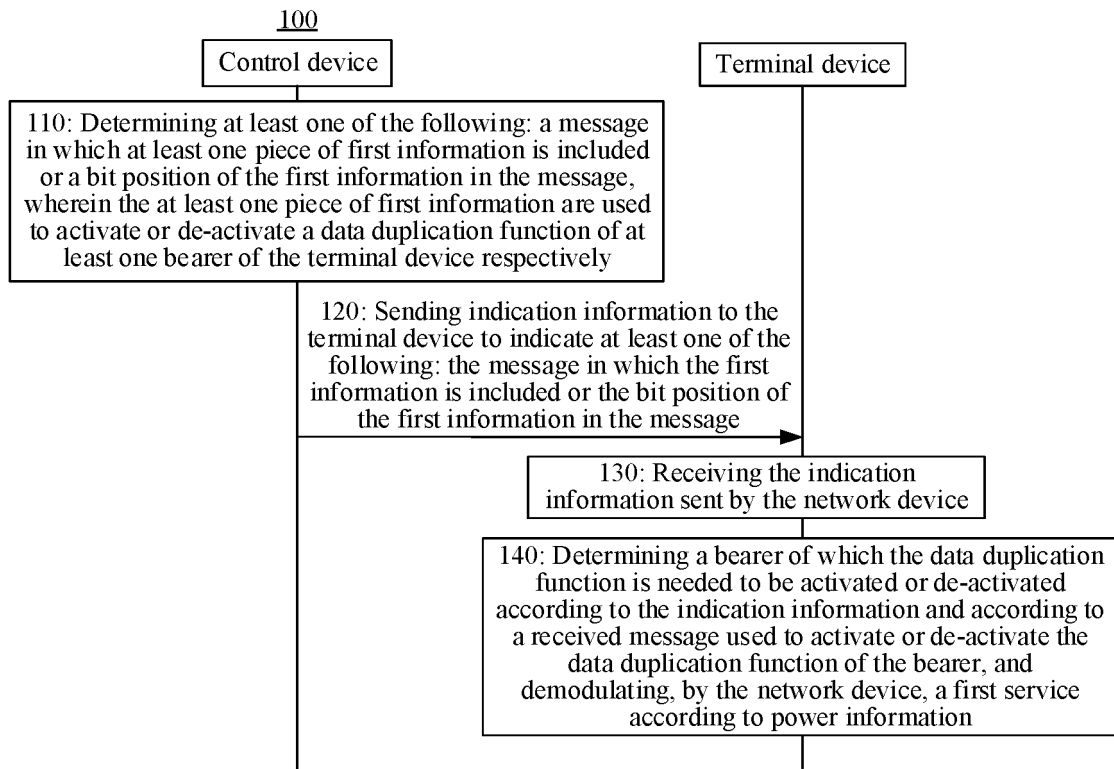 100
Control device
Terminal device
110: Determining at least one of the following: a message
in which at least one piece of first information is included
or a bit position of the first information in the message,
wherein the at least one piece of first information are used
to activate or de-activate a data duplication function of at
least one bearer of the terminal device respectively
120: Sending indication information to the
terminal device to indicate at least one of the
following: the message in which the first
information is included or the bit position of
the first information in the message
130: Receiving the indication
information sent by the network device
140: Determining a bearer of which the data duplication
function is needed to be activated or de-activated
according to the indication information and according to
a received message used to activate or de-activate the
data duplication function of the bearer, and
demodulating, by the network device, a first service
according to power information